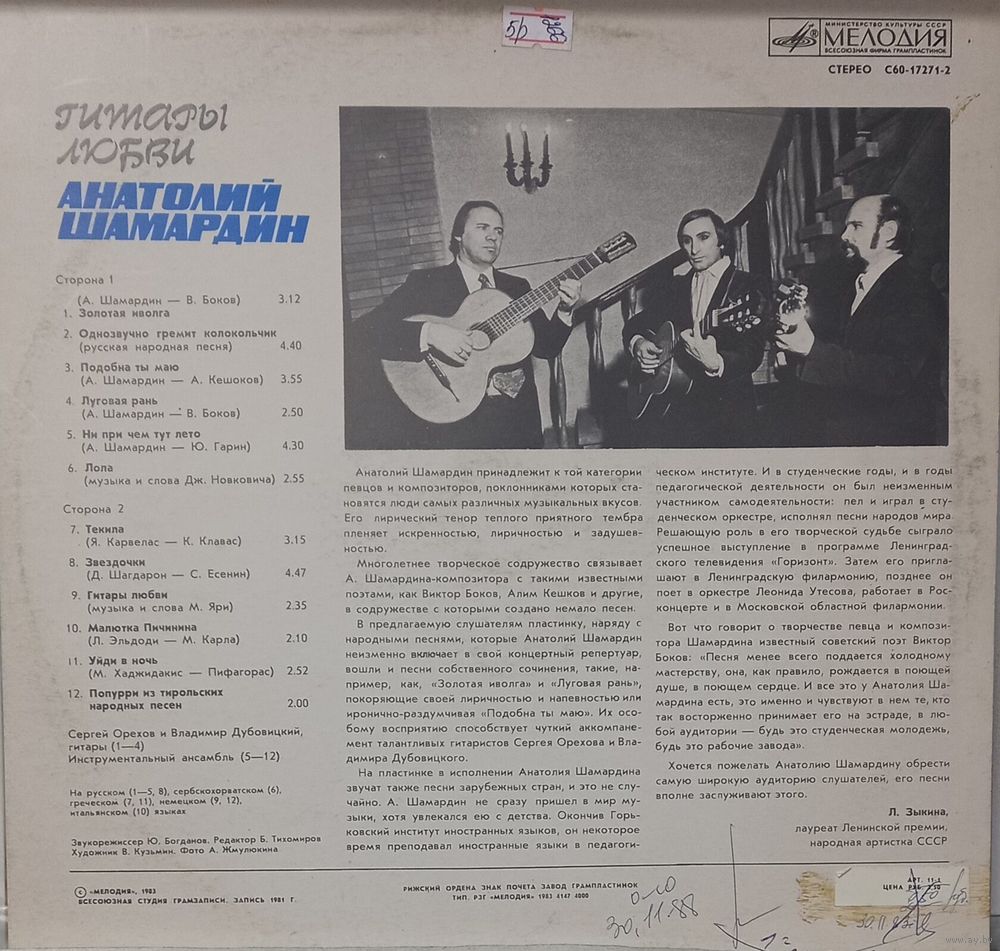 5р
МИНИСТЕРСТВО КУЛЬТУРЫ СССР
МЕЛОДИЯ
ВСЕСОЮЗНАЯ ФИРМА ГРАМПЛАСТИНОК
СТЕРЕО С60-17271-2
ГИТАРЫ
ЛЮБВИ
АНАТОЛИЙ
ШАМАРДИН
Сторона 1
(А. Шамардин — В. Боков) 3.12
1. Золотая иволга
2. Однозвучно гремит колокольчик
(русская народная песня) 4.40
3. Подобна ты маю
(А. Шамардин — А. Кешоков) 3.55
4. Луговая рань
(А. Шамардин — В. Боков) 2.50
5. Ни при чем тут лето
(А. Шамардин — Ю. Гарин) 4.30
6. Лола
(музыка и слова Дж. Новковича) 2.55
Сторона 2
7. Текила
(Я. Карвелас — К. Клавас) 3.15
8. Звездочки
(Д. Шагдарон — С. Есенин) 4.47
9. Гитары любви
(музыка и слова М. Яри) 2.35
10. Малютка Пичинина
(Л. Эльдоди — М. Карла) 2.10
11. Уйди в ночь
(М. Хаджидакис — Пифагорас) 2.52
12. Попурри из тирольских
народных песен 2.00
Сергей Орехов и Владимир Дубовицкий,
гитары (1—4)
Инструментальный ансамбль (5—12)
На русском (1—5, 8), сербскохорватском (6),
греческом (7, 11), немецком (9, 12),
итальянском (10) языках
Звукорежиссер Ю. Богданов. Редактор Б. Тихомиров
Художник В. Кузьмин. Фото А. Жмулюкина
Анатолий Шамардин принадлежит к той категории
певцов и композиторов, поклонниками которых ста-
новятся люди самых различных музыкальных вкусов.
Его лирический тенор теплого приятного тембра
пленяет искренностью, лиричностью и задушев-
ностью.
Многолетнее творческое содружество связывает
А. Шамардина-композитора с такими известными
поэтами, как Виктор Боков, Алим Кешков и другие,
в содружестве с которыми создано немало песен.
В предлагаемую слушателям пластинку, наряду с
народными песнями, которые Анатолий Шамардин
неизменно включает в свой концертный репертуар,
вошли и песни собственного сочинения, такие, на-
пример, как, «Золотая иволга» и «Луговая рань»,
покоряющие своей лиричностью и напевностью или
иронично-раздумчивая «Подобна ты маю». Их осо-
бому восприятию способствует чуткий аккомпане-
мент талантливых гитаристов Сергея Орехова и Вла-
димира Дубовицкого.
На пластинке в исполнении Анатолия Шамардина
звучат также песни зарубежных стран, и это не слу-
чайно. А. Шамардин не сразу пришел в мир му-
зыки, хотя увлекался ею с детства. Окончив Горь-
ковский институт иностранных языков, он некоторое
время преподавал иностранные языки в педагоги-
ческом институте. И в студенческие годы, и в годы
педагогической деятельности он был неизменным
участником самодеятельности: пел и играл в сту-
денческом оркестре, исполнял песни народов мира.
Решающую роль в его творческой судьбе сыграло
успешное выступление в программе Ленинград-
ского телевидения «Горизонт». Затем его пригла-
шают в Ленинградскую филармонию, позднее он
поет в оркестре Леонида Утесова, работает в Рос-
концерте и в Московской областной филармонии.
Вот что говорит о творчестве певца и компози-
тора Шамардина известный советский поэт Виктор
Боков: «Песня менее всего поддается холодному
мастерству, она, как правило, рождается в поющей
душе, в поющем сердце. И все это у Анатолия Ша-
мардина есть, это именно и чувствуют в нем те, кто
так восторженно принимает его на эстраде, в лю-
бой аудитории — будь это студенческая молодежь,
будь это рабочие завода».
Хочется пожелать Анатолию Шамардину обрести
самую широкую аудиторию слушателей, его песни
вполне заслуживают этого.
Л. Зыкина,
лауреат Ленинской премии,
народная артистка СССР
© «МЕЛОДИЯ», 1983
ВСЕСОЮЗНАЯ СТУДИЯ ГРАМЗАПИСИ. ЗАПИСЬ 1981 Г.
РИЖСКИЙ ОРДЕНА ЗНАК ПОЧЕТА ЗАВОД ГРАМПЛАСТИНОК
ТИП. РЗГ «МЕЛОДИЯ» 1983 4147 4000
0-10
30.11.88
АРТ. 11-1
ЦЕНА РУБ.
www.ay.by